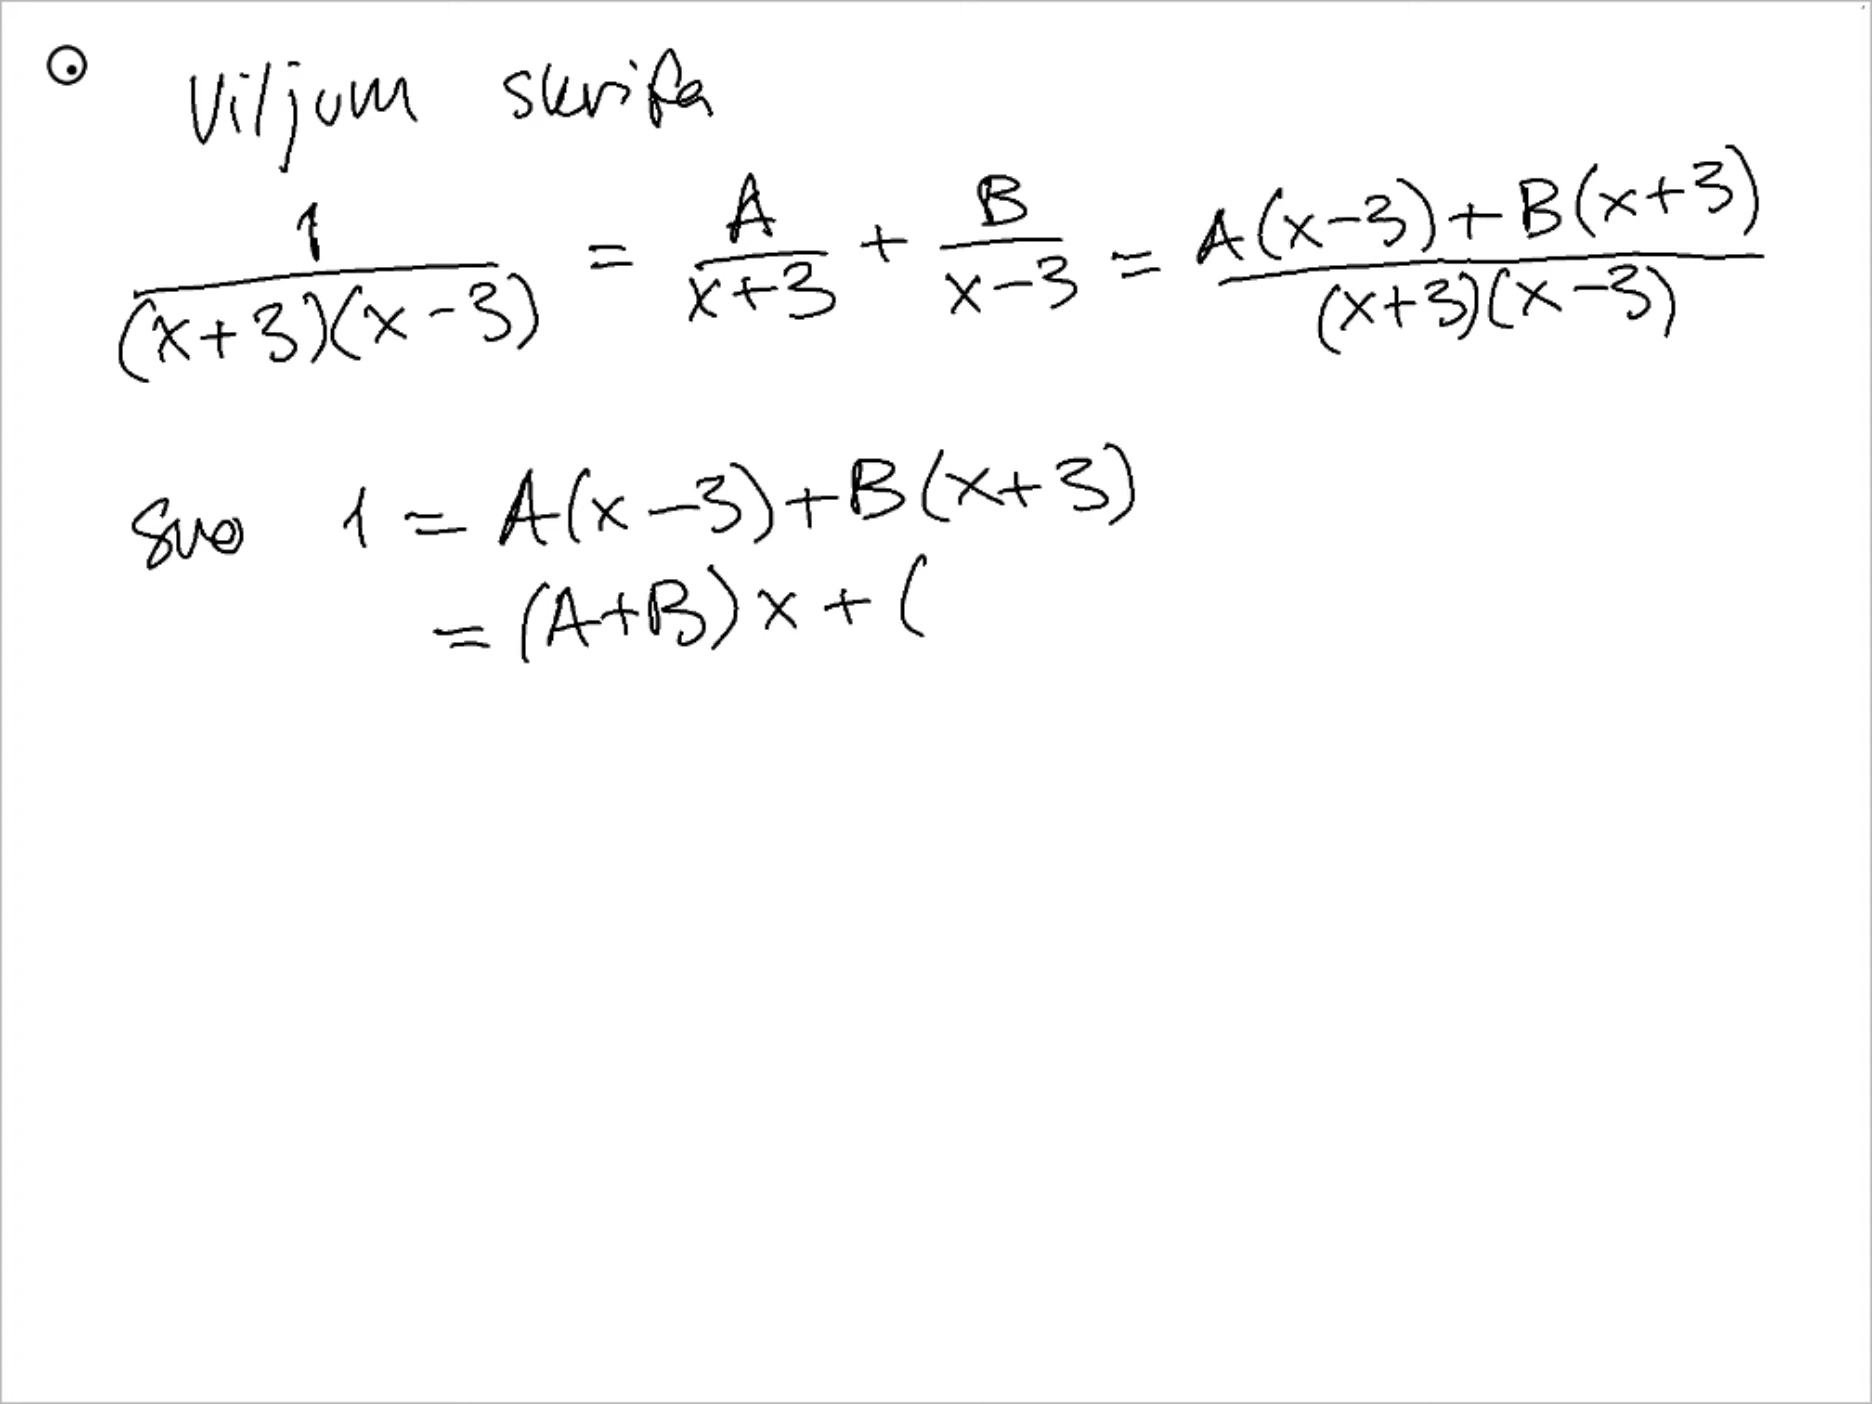 Viljum skrifa
1/((x+3)(x-3)) = A/(x+3) + B/(x-3) = (A(x-3)+B(x+3))/((x+3)(x-3))
Svo 1 = A(x-3)+B(x+3)
= (A+B)x + (